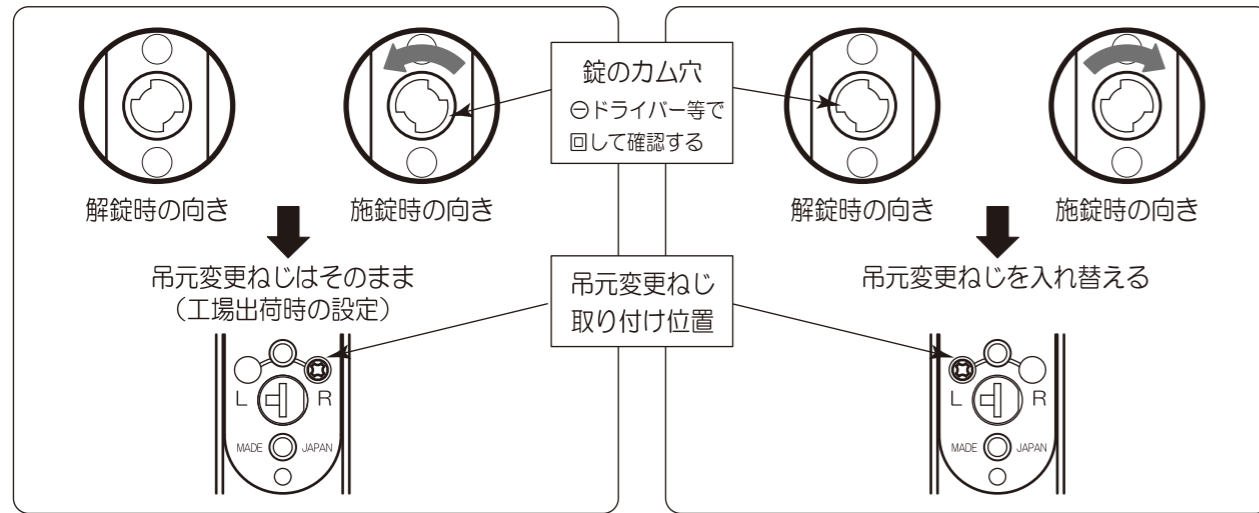 解錠時の向き
施錠時の向き
錠のカム穴
⊖ドライバー等で
回して確認する
解錠時の向き
施錠時の向き
吊元変更ねじはそのまま
(工場出荷時の設定)
吊元変更ねじ
取り付け位置
吊元変更ねじを入れ替える
L R
MADE JAPAN
L R
MADE JAPAN